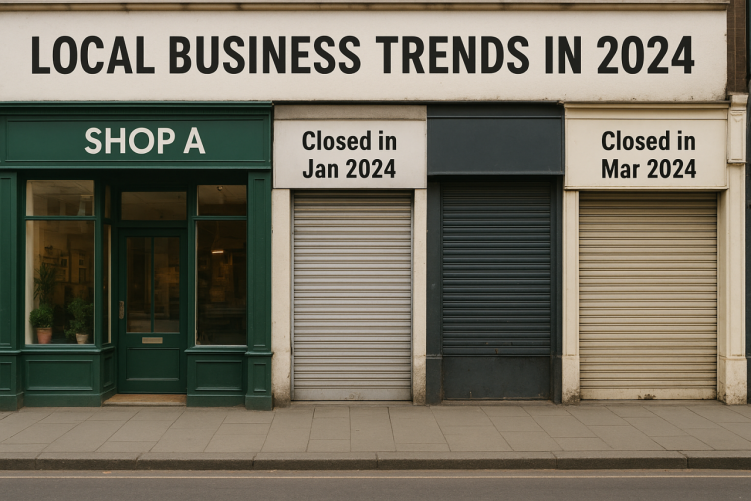 LOCAL BUSINESS TRENDS IN 2024
SHOP A
Closed in
Jan 2024
Closed in
Mar 2024